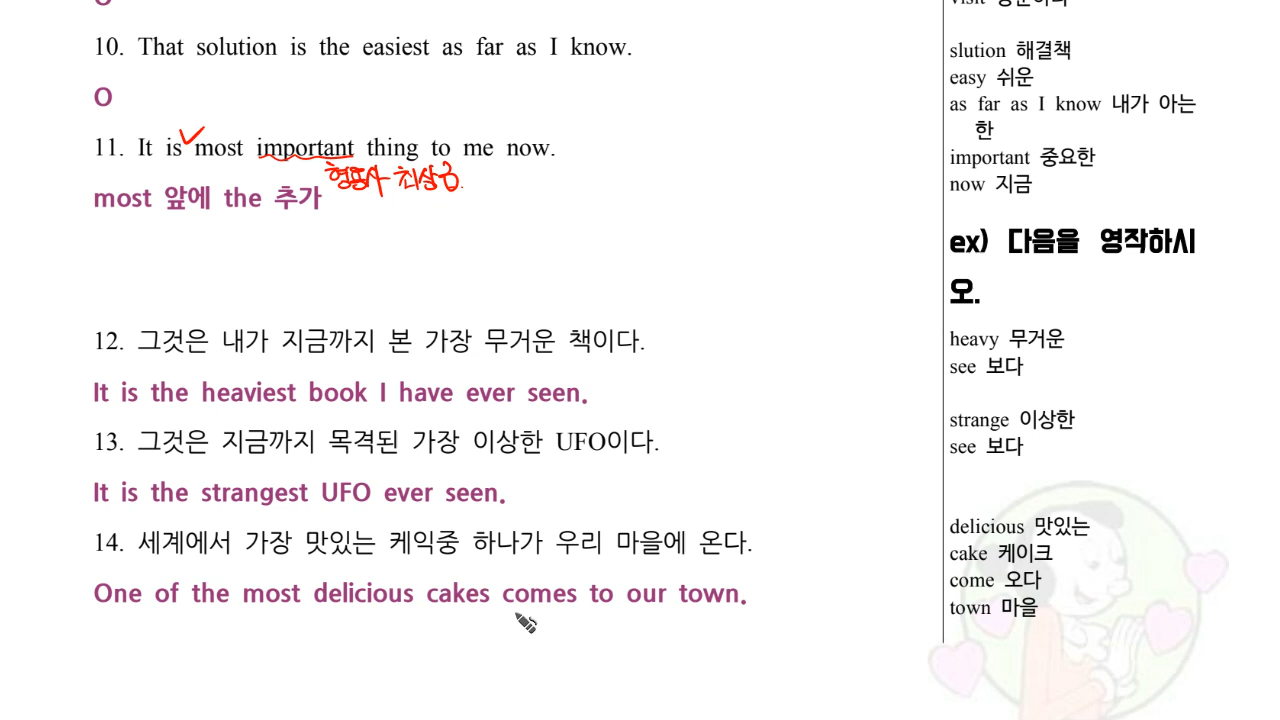 10. That solution is the easiest as far as I know.
O
11. It is most important thing to me now.
형용사 최상급.
most 앞에 the 추가
12. 그것은 내가 지금까지 본 가장 무거운 책이다.
It is the heaviest book I have ever seen.
13. 그것은 지금까지 목격된 가장 이상한 UFO이다.
It is the strangest UFO ever seen.
14. 세계에서 가장 맛있는 케익중 하나가 우리 마을에 온다.
One of the most delicious cakes comes to our town.
slution 해결책
easy 쉬운
as far as I know 내가 아는
한
important 중요한
now 지금
ex) 다음을 영작하시
오.
heavy 무거운
see 보다
strange 이상한
see 보다
delicious 맛있는
cake 케이크
come 오다
town 마을